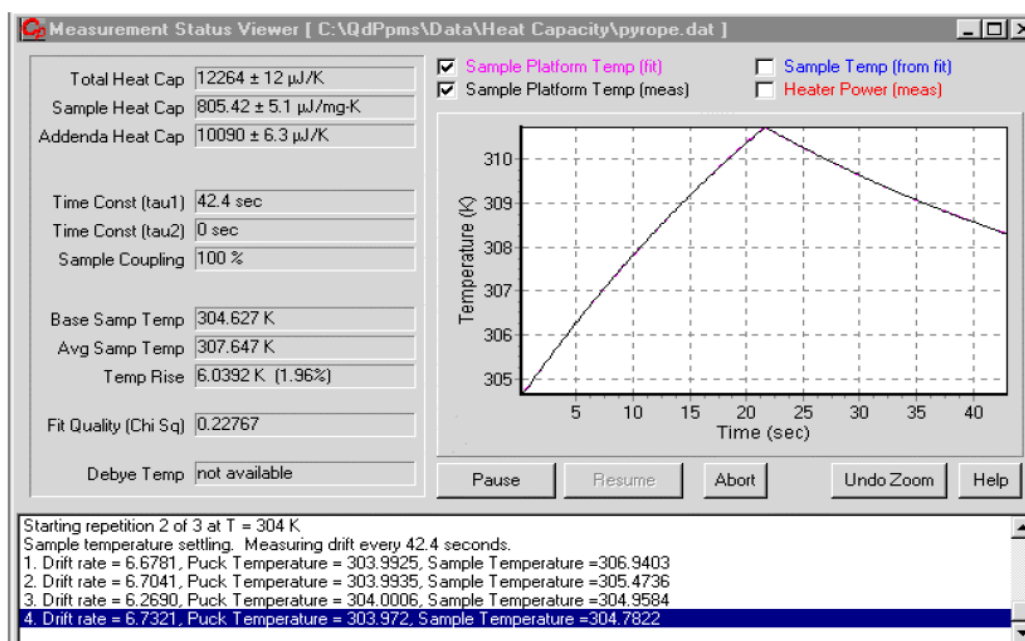 Measurement Status Viewer [ C:\QdPpms\Data\Heat Capacity\pyrope.dat ]
Total Heat Cap 12264 ± 12 µJ/K
Sample Heat Cap 805.42 ± 5.1 µJ/mg-K
Addenda Heat Cap 10090 ± 6.3 µJ/K
Time Const (tau1) 42.4 sec
Time Const (tau2) 0 sec
Sample Coupling 100 %
Base Samp Temp 304.627 K
Avg Samp Temp 307.647 K
Temp Rise 6.0392 K (1.96%)
Fit Quality (Chi Sq) 0.22767
Debye Temp not available
Sample Platform Temp (fit) Sample Temp (from fit)
Sample Platform Temp (meas) Heater Power (meas)
Temperature (K)
310
309
308
307
306
305
5 10 15 20 25 30 35 40
Time (sec)
Pause Resume Abort Undo Zoom Help
Starting repetition 2 of 3 at T = 304 K
Sample temperature settling. Measuring drift every 42.4 seconds.
1. Drift rate = 6.6781, Puck Temperature = 303.9925, Sample Temperature =306.9403
2. Drift rate = 6.7041, Puck Temperature = 303.9935, Sample Temperature =305.4736
3. Drift rate = 6.2690, Puck Temperature = 304.0006, Sample Temperature =304.9584
4. Drift rate = 6.7321, Puck Temperature = 303.972, Sample Temperature =304.7822